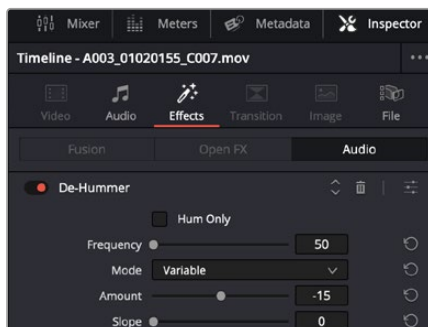 Mixer Meters Metadata Inspector
Timeline - A003_01020155_C007.mov
Video Audio Effects Transition Image File
Fusion Open FX Audio
De-Hummer
Hum Only
Frequency 50
Mode Variable
Amount -15
Slope 0